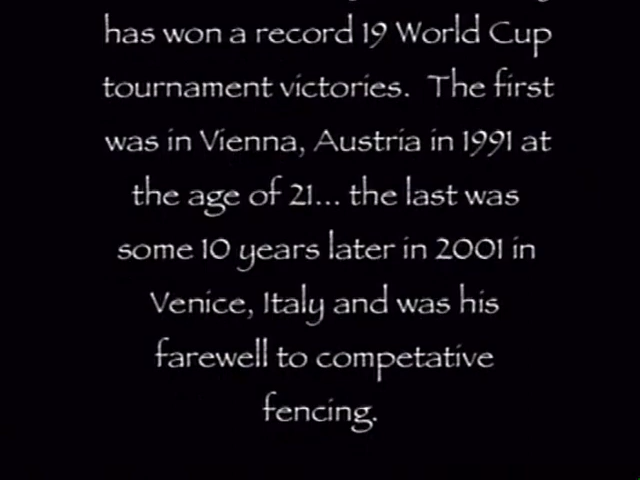 has won a record 19 World Cup
tournament victories. The first
was in Vienna, Austria in 1991 at
the age of 21... the last was
some 10 years later in 2001 in
Venice, Italy and was his
farewell to competative
fencing.